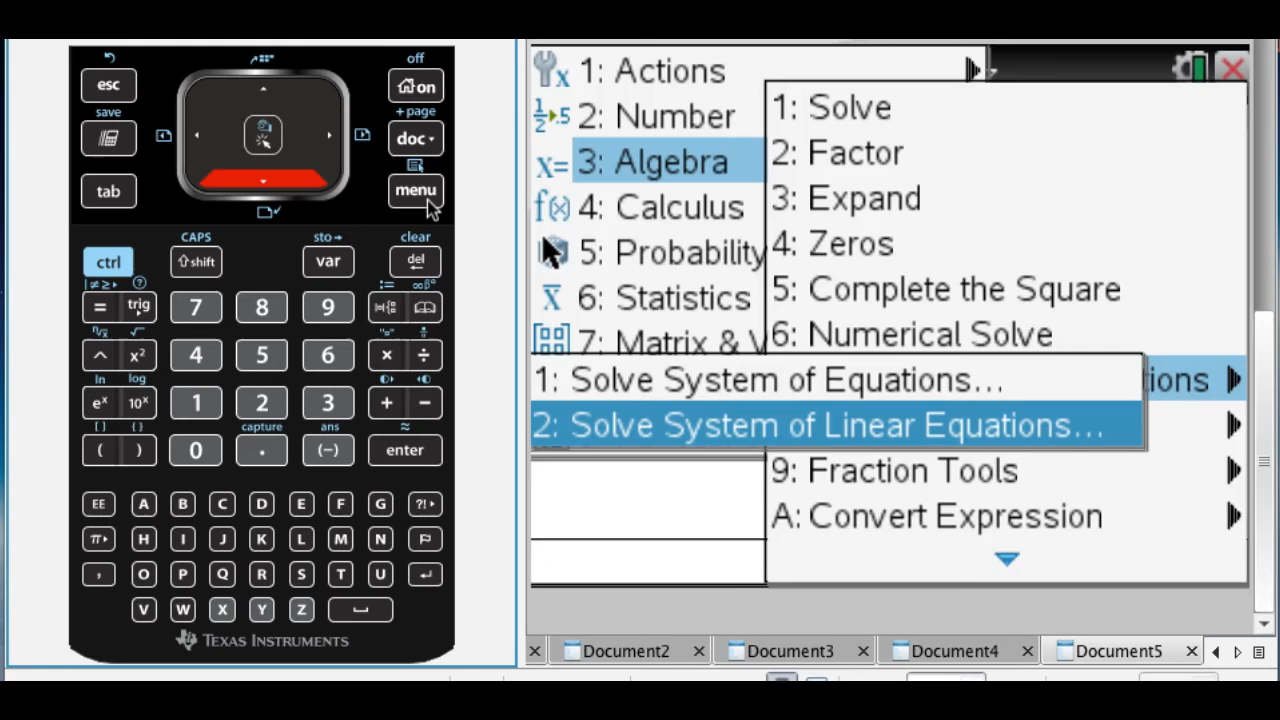 off
esc
on
save
+ page
doc
tab
menu
CAPS
sto→
clear
ctrl
shift
var
del
= trig 7 8 9
^ x² 4 5 6 × ÷
ln log
eˣ 10ˣ 1 2 3 + −
[ ] { } capture ans ≈
( ) 0 . (−) enter
EE A B C D E F G ?!▸
π▸ H I J K L M N
, O P Q R S T U
V W X Y Z
TEXAS INSTRUMENTS
1: Actions
2: Number
3: Algebra
4: Calculus
5: Probability
6: Statistics
7: Matrix & V
1: Solve
2: Factor
3: Expand
4: Zeros
5: Complete the Square
6: Numerical Solve
tions
1: Solve System of Equations...
2: Solve System of Linear Equations...
9: Fraction Tools
A: Convert Expression
Document2
Document3
Document4
Document5